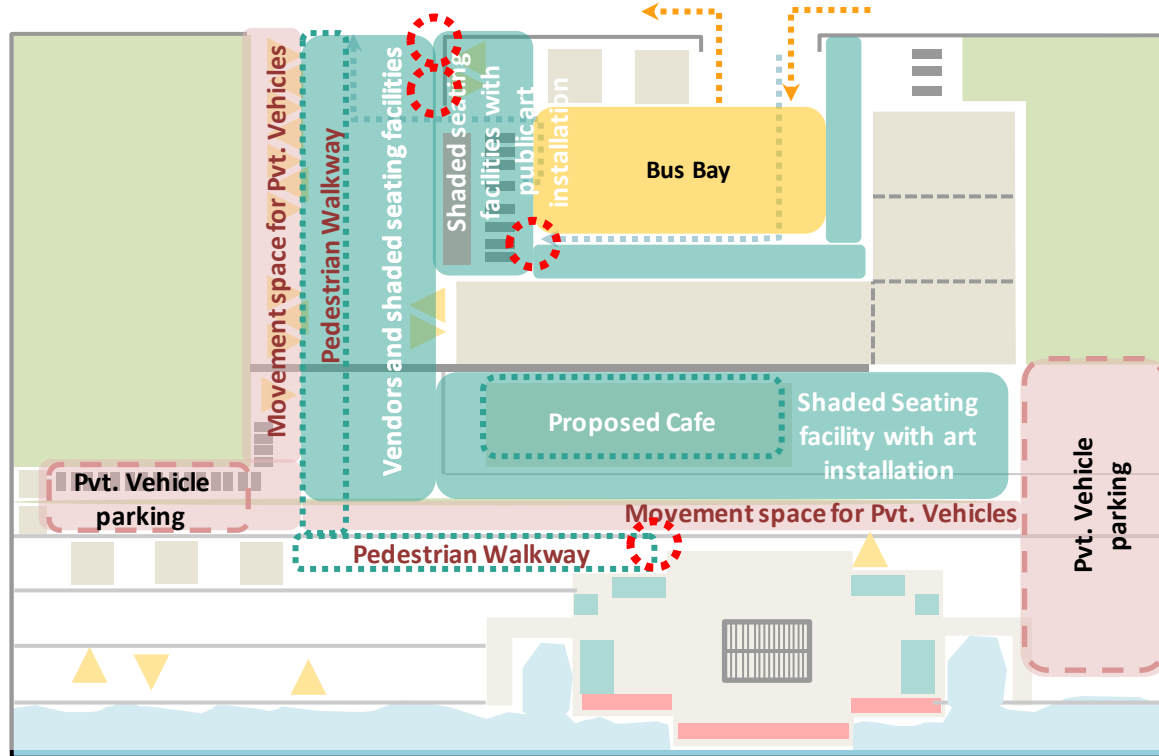 Movement space for Pvt. Vehicles
Pedestrian Walkway
Vendors and shaded seating facilities
Shaded seating
facilities with
public art
installation
Bus Bay
Proposed Cafe
Shaded Seating
facility with art
installation
Pvt. Vehicle
parking
Movement space for Pvt. Vehicles
Pedestrian Walkway
Pvt. Vehicle
parking